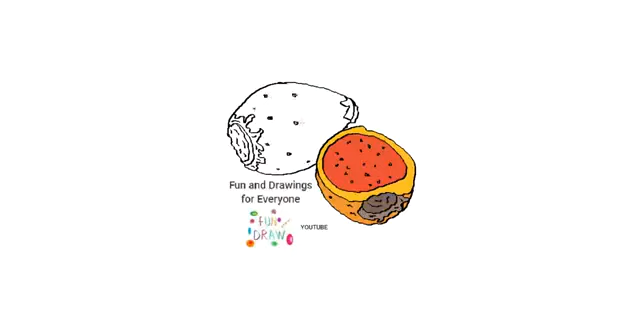 Fun and Drawings
for Everyone
FUN
DRAW
YOUTUBE